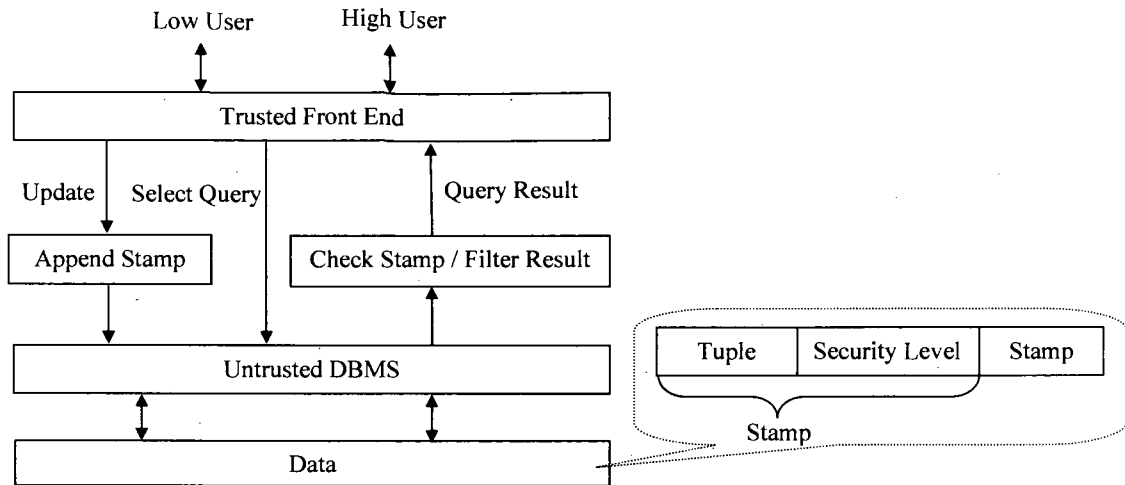 Low User
High User
Trusted Front End
Update
Select Query
Query Result
Append Stamp
Check Stamp / Filter Result
Untrusted DBMS
Data
Tuple
Security Level
Stamp
Stamp